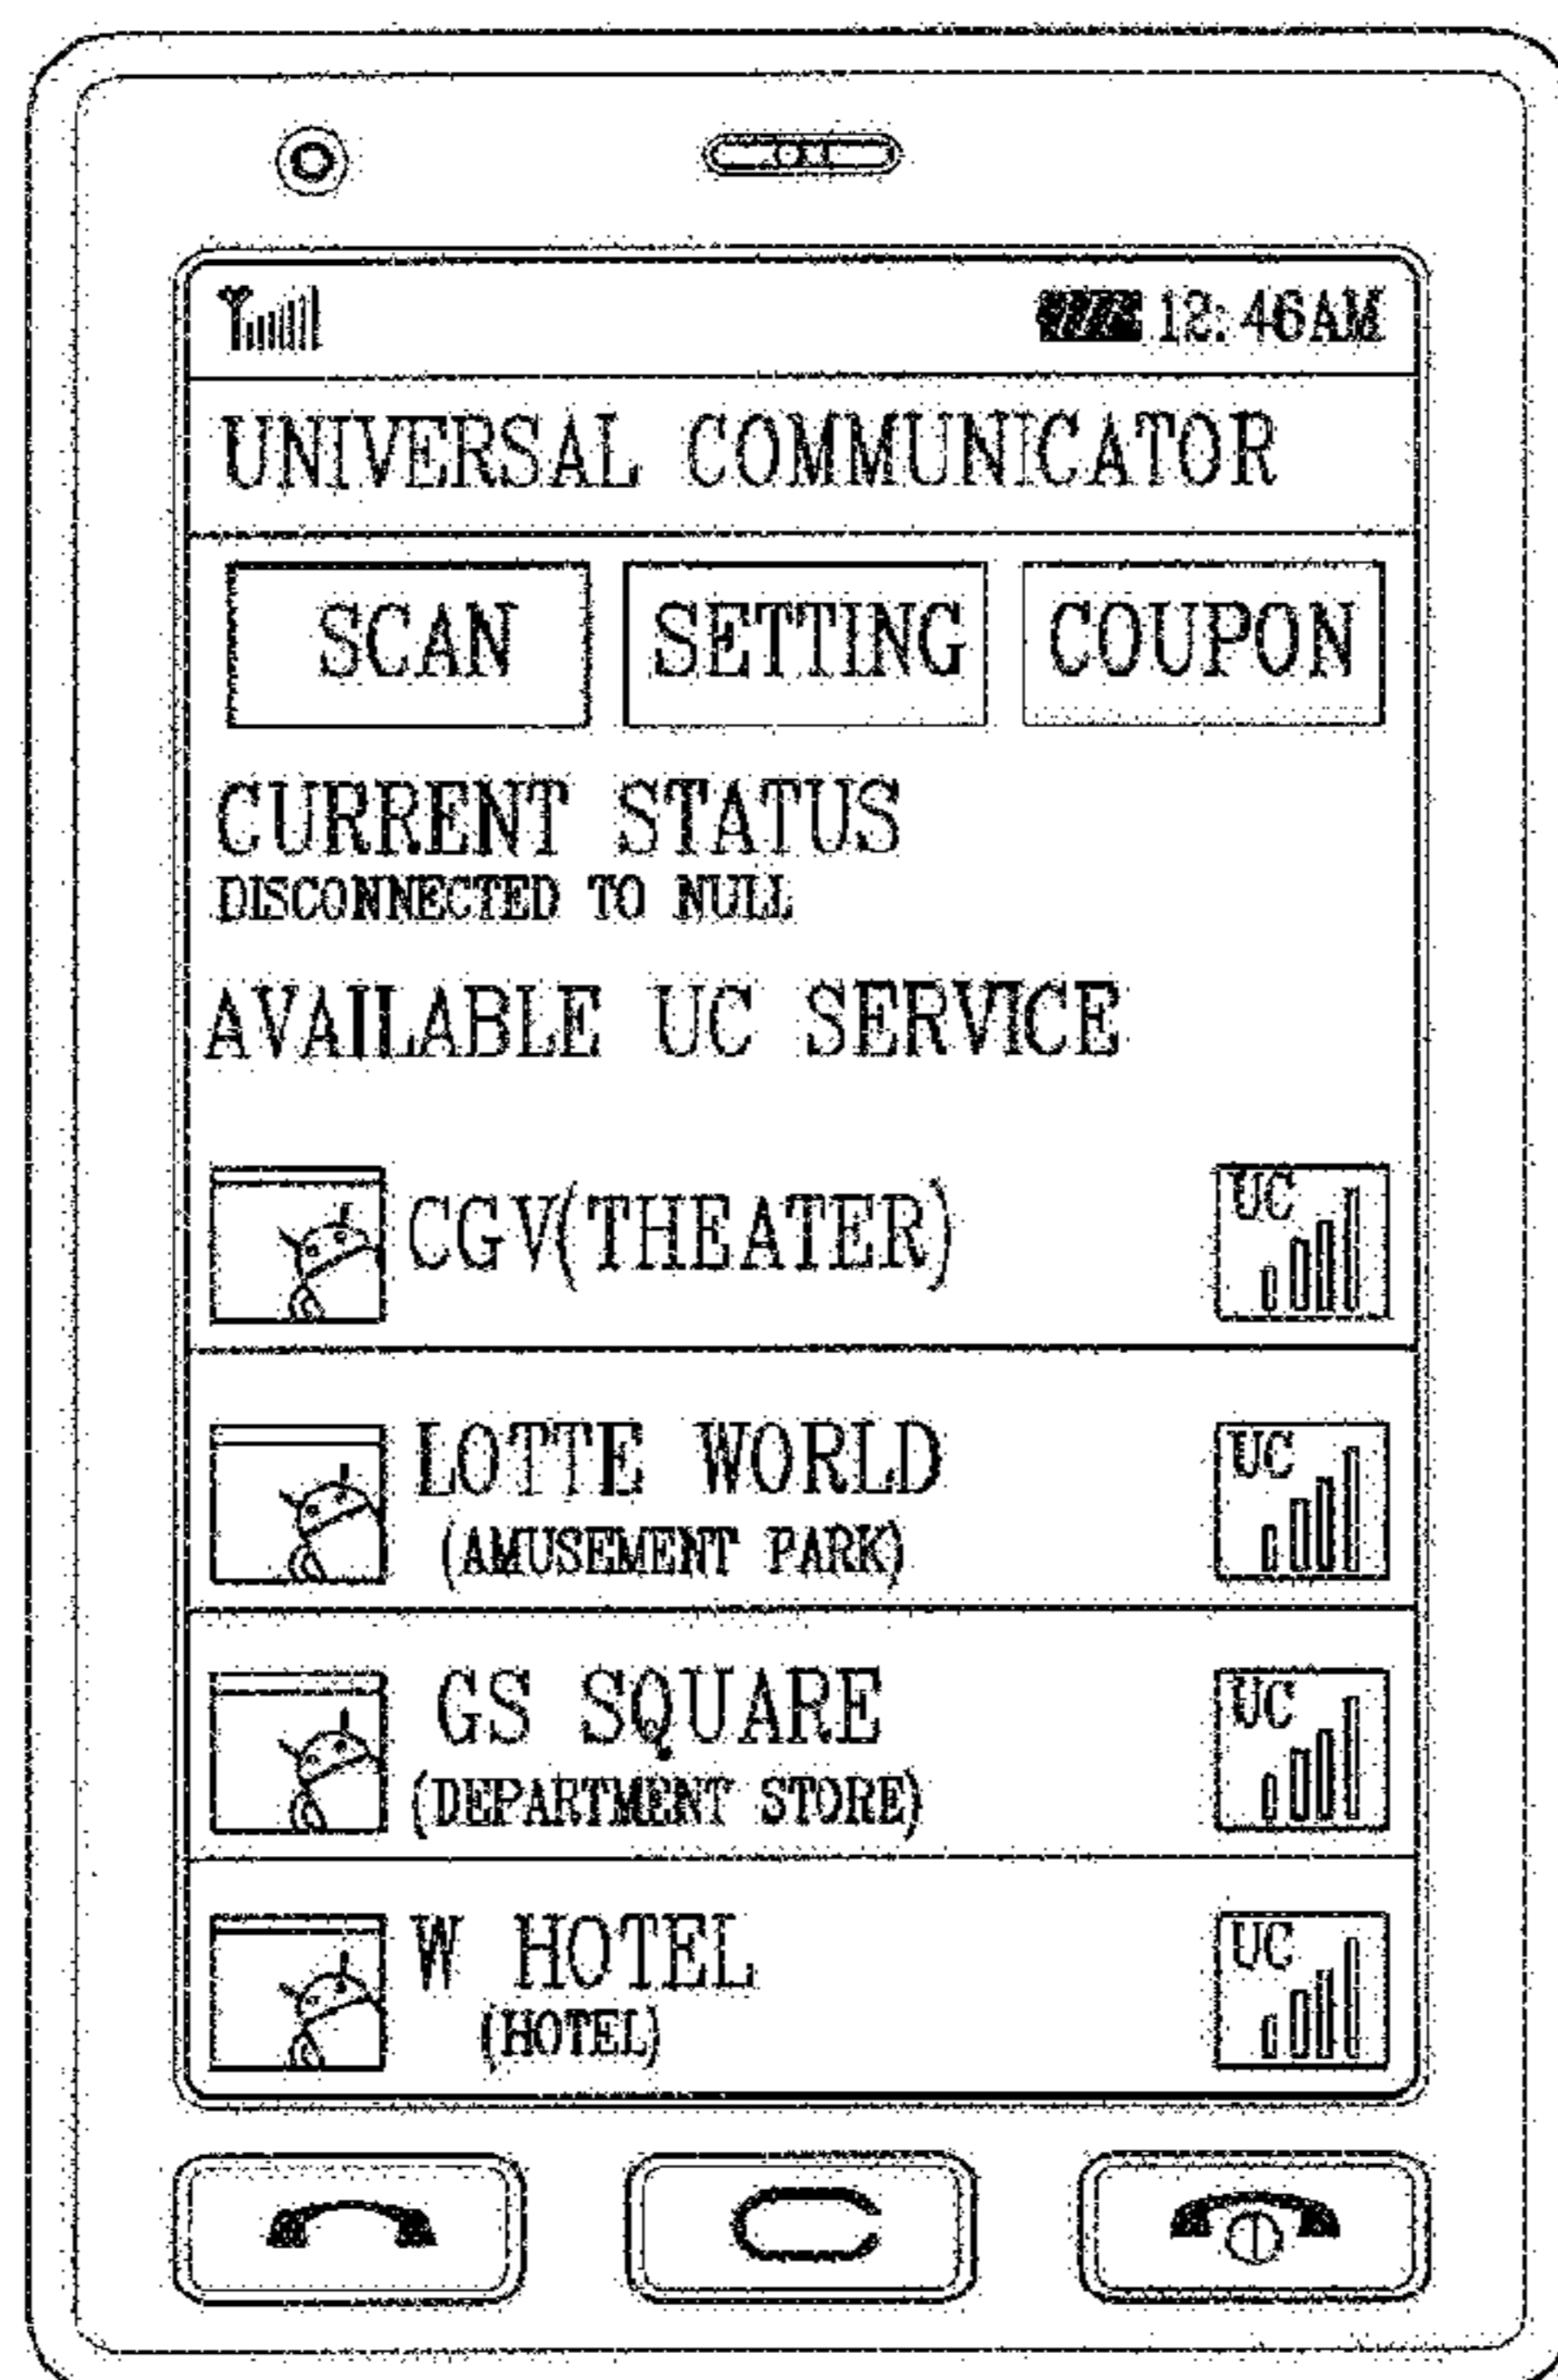 12:46AM
UNIVERSAL COMMUNICATOR
SCAN SETTING COUPON
CURRENT STATUS
DISCONNECTED TO NULL
AVAILABLE UC SERVICE
CGV(THEATER) UC
LOTTE WORLD UC
(AMUSEMENT PARK)
GS SQUARE UC
(DEPARTMENT STORE)
W HOTEL UC
(HOTEL)